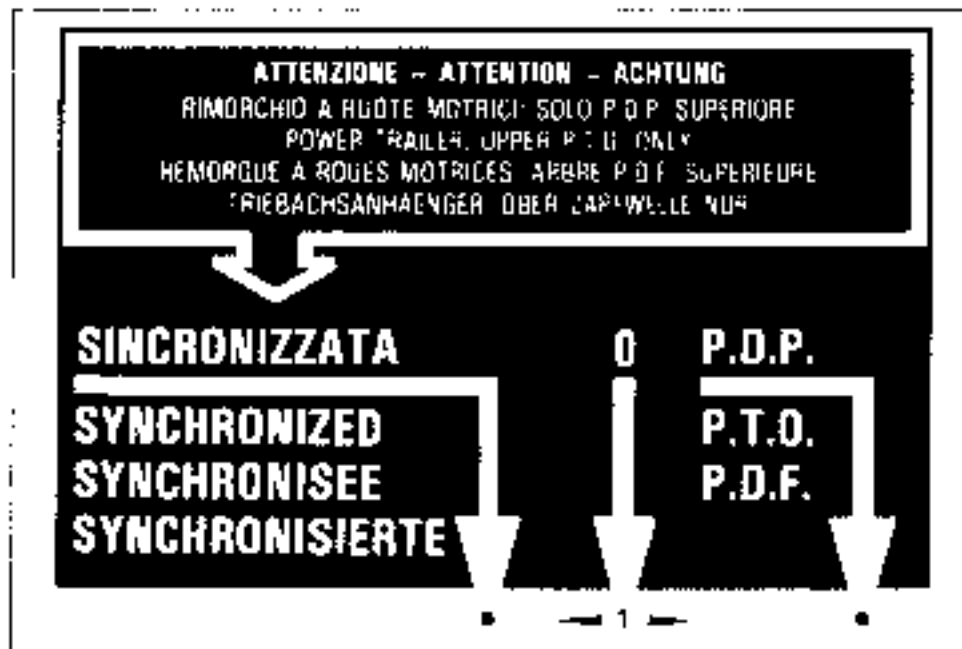 ATTENZIONE - ATTENTION - ACHTUNG
RIMORCHIO A RUOTE MOTRICI: SOLO P.D.P. SUPERIORE
POWER TRAILER: UPPER P.T.O. ONLY
REMORQUE A ROUES MOTRICES: ARBRE P.D.F. SUPERIEURE
TRIEBACHSANHAENGER: OBER ZAPFWELLE NUR
SINCRONIZZATA 0 P.D.P.
SYNCHRONIZED P.T.O.
SYNCHRONISEE P.D.F.
SYNCHRONISIERTE
1